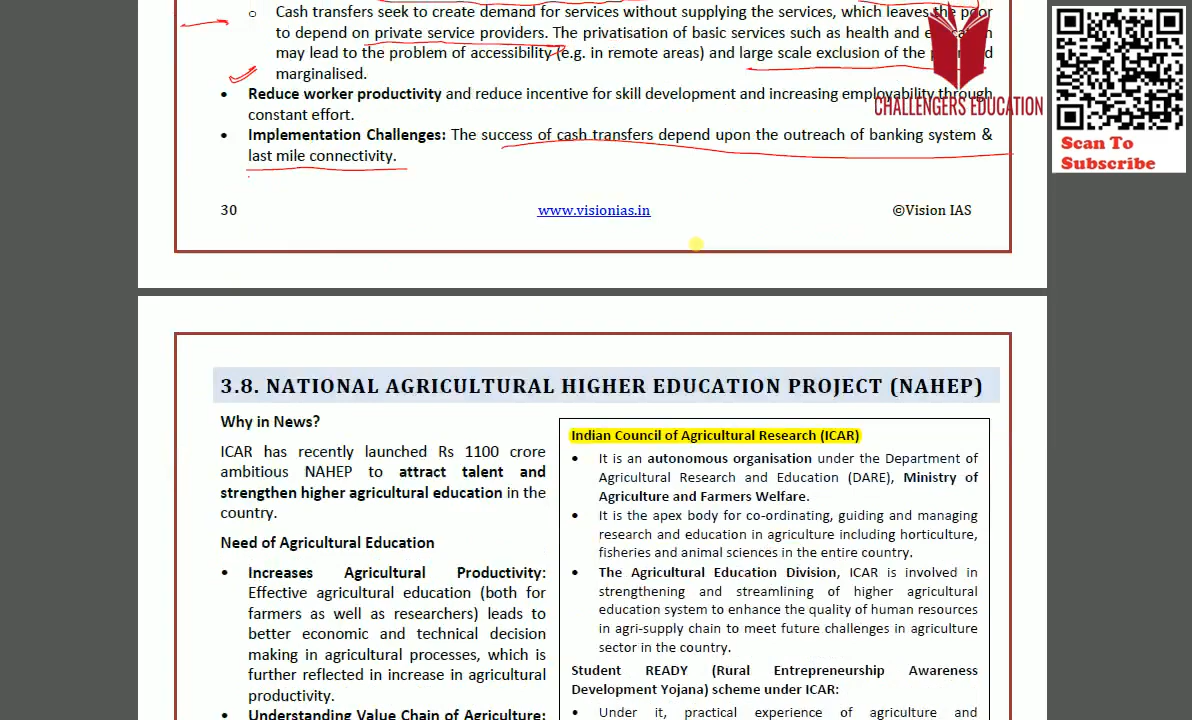 Cash transfers seek to create demand for services without supplying the services, which leaves the poor
to depend on private service providers. The privatisation of basic services such as health and education
may lead to the problem of accessibility (e.g. in remote areas) and large scale exclusion of the poor and
marginalised.
Reduce worker productivity and reduce incentive for skill development and increasing employability through
constant effort.
Implementation Challenges: The success of cash transfers depend upon the outreach of banking system &
last mile connectivity.
30
www.visionias.in
©Vision IAS
CHALLENGERS EDUCATION
Scan To
Subscribe
3.8. NATIONAL AGRICULTURAL HIGHER EDUCATION PROJECT (NAHEP)
Why in News?
ICAR has recently launched Rs 1100 crore
ambitious NAHEP to attract talent and
strengthen higher agricultural education in the
country.
Need of Agricultural Education
Increases Agricultural Productivity:
Effective agricultural education (both for
farmers as well as researchers) leads to
better economic and technical decision
making in agricultural processes, which is
further reflected in increase in agricultural
productivity.
Understanding Value Chain of Agriculture:
Indian Council of Agricultural Research (ICAR)
It is an autonomous organisation under the Department of
Agricultural Research and Education (DARE), Ministry of
Agriculture and Farmers Welfare.
It is the apex body for co-ordinating, guiding and managing
research and education in agriculture including horticulture,
fisheries and animal sciences in the entire country.
The Agricultural Education Division, ICAR is involved in
strengthening and streamlining of higher agricultural
education system to enhance the quality of human resources
in agri-supply chain to meet future challenges in agriculture
sector in the country.
Student READY (Rural Entrepreneurship Awareness
Development Yojana) scheme under ICAR:
Under it, practical experience of agriculture and